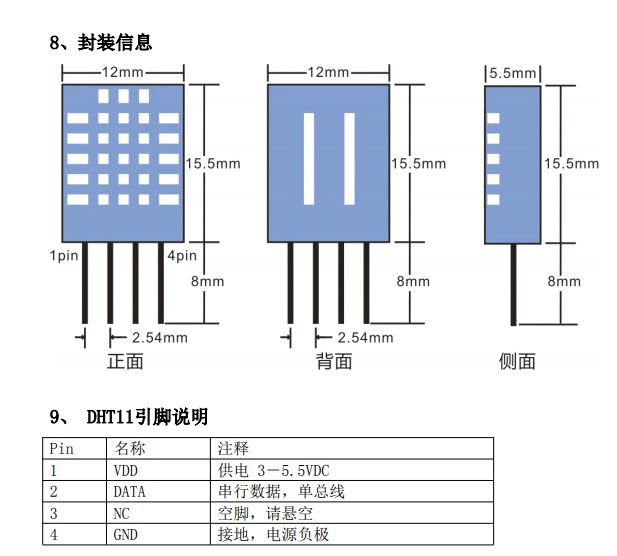 8、封装信息
12mm 12mm 5.5mm
15.5mm 15.5mm 15.5mm
1pin 4pin
8mm 8mm 8mm
2.54mm 2.54mm
正面 背面 侧面
9、 DHT11引脚说明
Pin 名称 注释
1 VDD 供电 3－5.5VDC
2 DATA 串行数据，单总线
3 NC 空脚，请悬空
4 GND 接地，电源负极